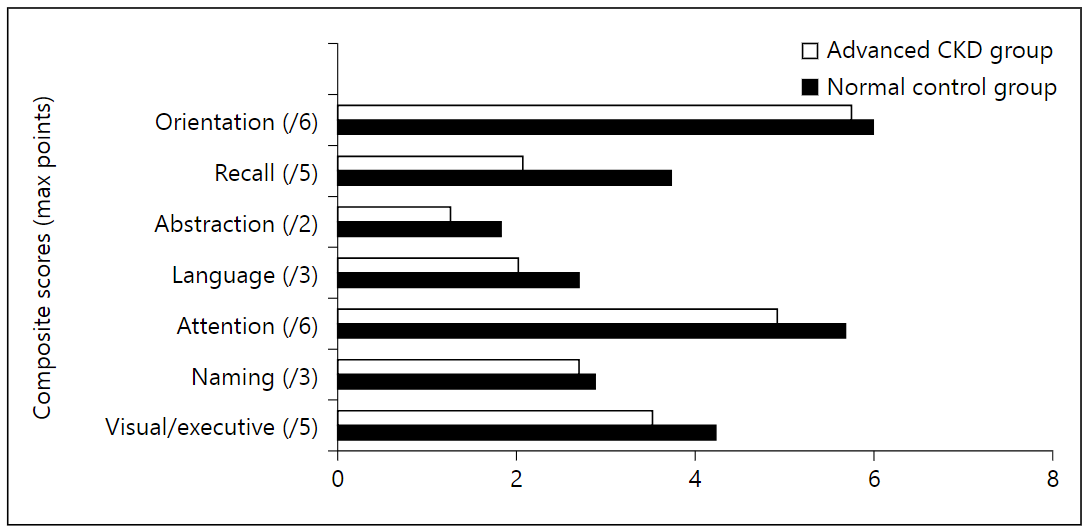 Advanced CKD group
Normal control group
Composite scores (max points)
Orientation (/6)
Recall (/5)
Abstraction (/2)
Language (/3)
Attention (/6)
Naming (/3)
Visual/executive (/5)
0 2 4 6 8